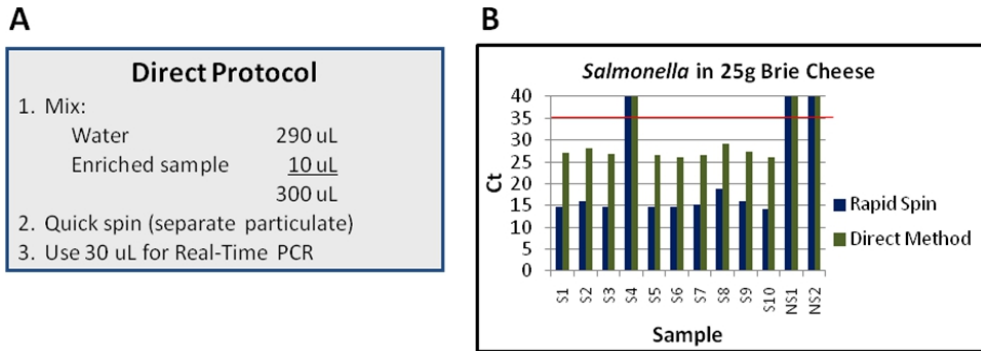 A
Direct Protocol
1. Mix:
Water 290 uL
Enriched sample 10 uL
300 uL
2. Quick spin (separate particulate)
3. Use 30 uL for Real-Time PCR
B
Salmonella in 25g Brie Cheese
40
35
30
25
20
15
10
5
0
Ct
S1 S2 S3 S4 S5 S6 S7 S8 S9 S10 NS1 NS2
Sample
Rapid Spin
Direct Method